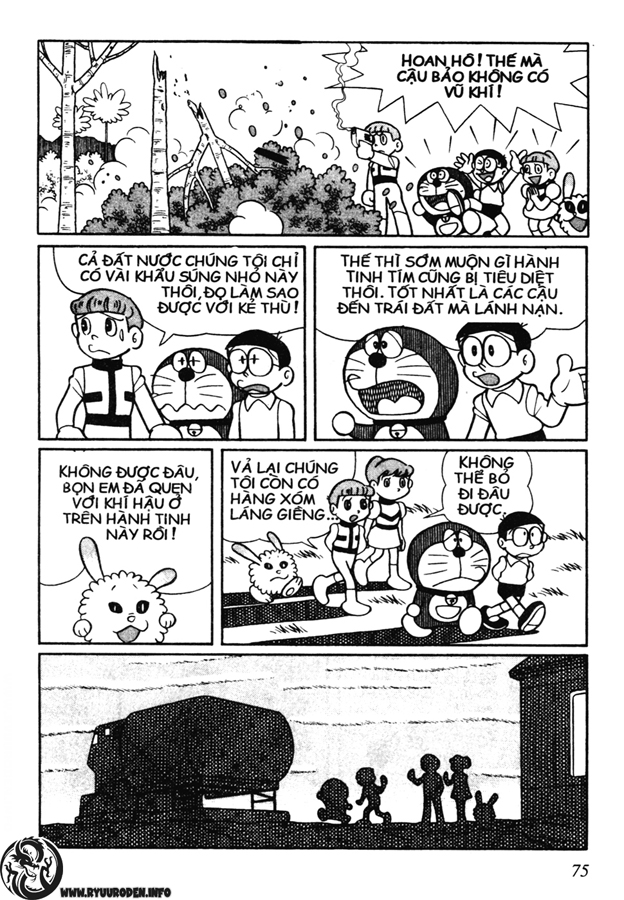 HOAN HÔ! THẾ MÀ
CẬU BẢO KHÔNG CÓ
VŨ KHÍ!
CẢ ĐẤT NƯỚC CHÚNG TÔI CHỈ
CÓ VÀI KHẨU SÚNG NHỎ NÀY
THÔI, ĐỌ LÀM SAO
ĐƯỢC VỚI KẺ THÙ!
THẾ THÌ SỚM MUỘN GÌ HÀNH
TINH TÍM CŨNG BỊ TIÊU DIỆT
THÔI. TỐT NHẤT LÀ CÁC CẬU
ĐẾN TRÁI ĐẤT MÀ LÁNH NẠN.
KHÔNG ĐƯỢC ĐÂU,
BỌN EM ĐÃ QUEN
VỚI KHÍ HẬU Ở
TRÊN HÀNH TINH
NÀY RỒI!
VẢ LẠI CHÚNG
TÔI CÒN CÓ
HÀNG XÓM
LÁNG GIỀNG...
KHÔNG
THỂ BỎ
ĐI ĐÂU
ĐƯỢC.
75
WWW.RYUURODEN.INFO